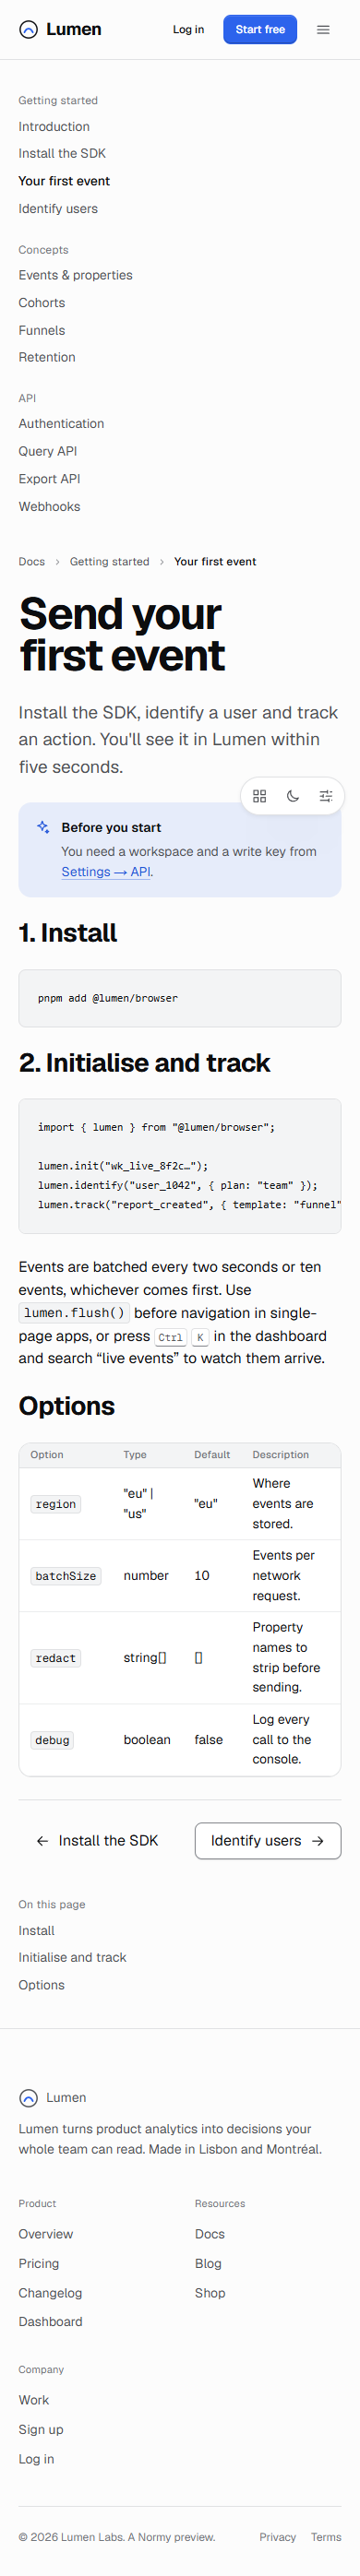 Lumen
Log in
Start free
Getting started
Introduction
Install the SDK
Your first event
Identify users
Concepts
Events & properties
Cohorts
Funnels
Retention
API
Authentication
Query API
Export API
Webhooks
Docs › Getting started › Your first event
Send your
first event
Install the SDK, identify a user and track
an action. You'll see it in Lumen within
five seconds.
Before you start
You need a workspace and a write key from
Settings → API.
1. Install
pnpm add @lumen/browser
2. Initialise and track
import { lumen } from "@lumen/browser";
lumen.init("wk_live_8f2c…");
lumen.identify("user_1042", { plan: "team" });
lumen.track("report_created", { template: "funnel"
Events are batched every two seconds or ten
events, whichever comes first. Use
lumen.flush() before navigation in single-
page apps, or press Ctrl K in the dashboard
and search “live events” to watch them arrive.
Options
Option Type Default Description
region "eu" | "us" "eu" Where events are stored.
batchSize number 10 Events per network request.
redact string[] [] Property names to strip before sending.
debug boolean false Log every call to the console.
← Install the SDK
Identify users →
On this page
Install
Initialise and track
Options
Lumen
Lumen turns product analytics into decisions your
whole team can read. Made in Lisbon and Montréal.
Product
Overview
Pricing
Changelog
Dashboard
Resources
Docs
Blog
Shop
Company
Work
Sign up
Log in
© 2026 Lumen Labs. A Normy preview.
Privacy
Terms